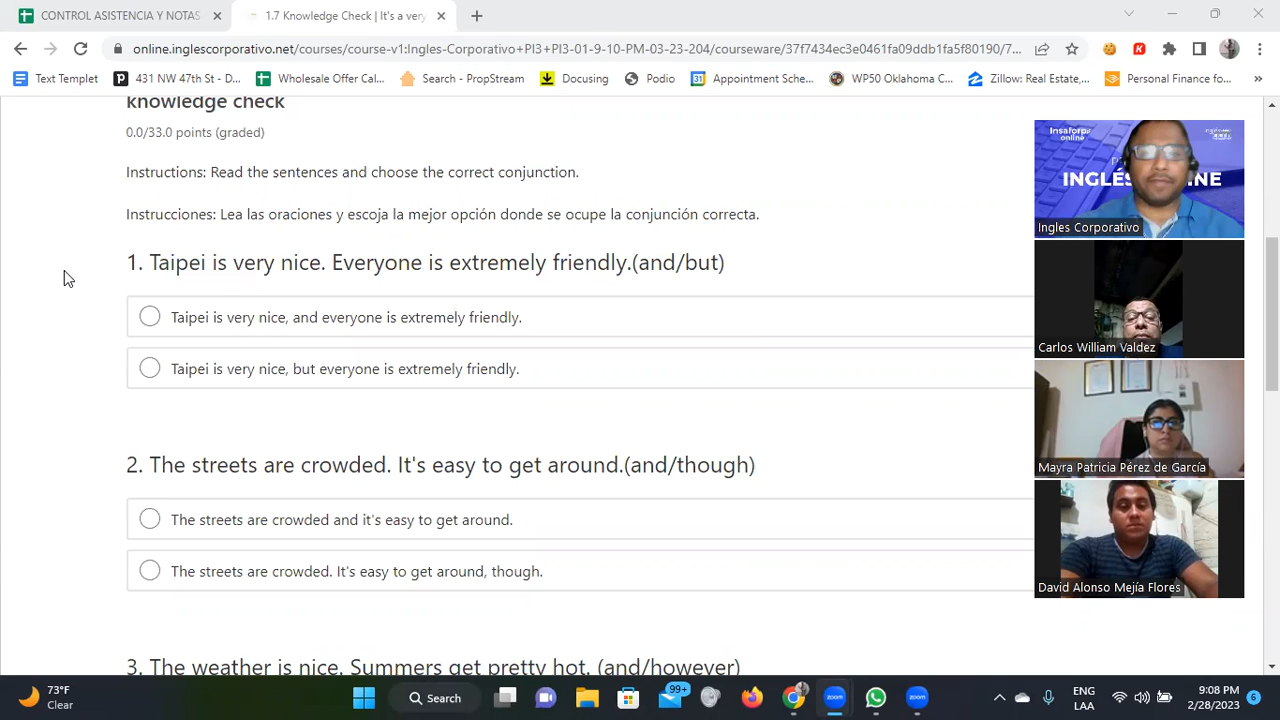 CONTROL ASISTENCIA Y NOTAS
1.7 Knowledge Check | It's a very
online.inglescorporativo.net/courses/course-v1:Ingles-Corporativo+PI3+PI3-01-9-10-PM-03-23-204/courseware/37f7434ec3e0461fa09ddb1fa5f80190/7...
Text Templet
431 NW 47th St - D...
Wholesale Offer Cal...
Search - PropStream
Docusing
Podio
Appointment Sche...
WP50 Oklahoma C...
Zillow: Real Estate,...
Personal Finance fo...
knowledge check
0.0/33.0 points (graded)
Instructions: Read the sentences and choose the correct conjunction.
Instrucciones: Lea las oraciones y escoja la mejor opción donde se ocupe la conjunción correcta.
1. Taipei is very nice. Everyone is extremely friendly.(and/but)
Taipei is very nice, and everyone is extremely friendly.
Taipei is very nice, but everyone is extremely friendly.
2. The streets are crowded. It's easy to get around.(and/though)
The streets are crowded and it's easy to get around.
The streets are crowded. It's easy to get around, though.
3. The weather is nice. Summers get pretty hot. (and/however)
Ingles Corporativo
Carlos William Valdez
Mayra Patricia Pérez de García
David Alonso Mejía Flores
73°F
Clear
Search
99+
ENG
LAA
9:08 PM
2/28/2023
6